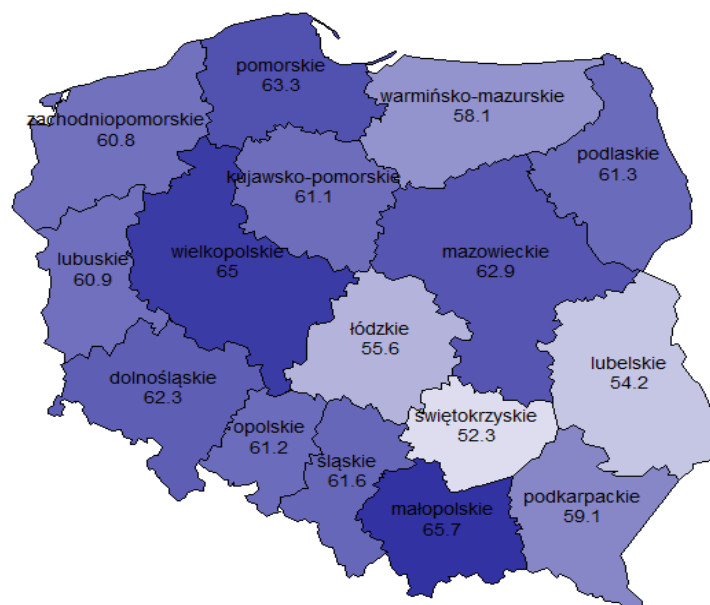 pomorskie
63.3
warmińsko-mazurskie
58.1
zachodniopomorskie
60.8
podlaskie
61.3
kujawsko-pomorskie
61.1
wielkopolskie
65
mazowieckie
62.9
lubuskie
60.9
łódzkie
55.6
lubelskie
54.2
dolnośląskie
62.3
świętokrzyskie
52.3
opolskie
61.2
śląskie
61.6
małopolskie
65.7
podkarpackie
59.1